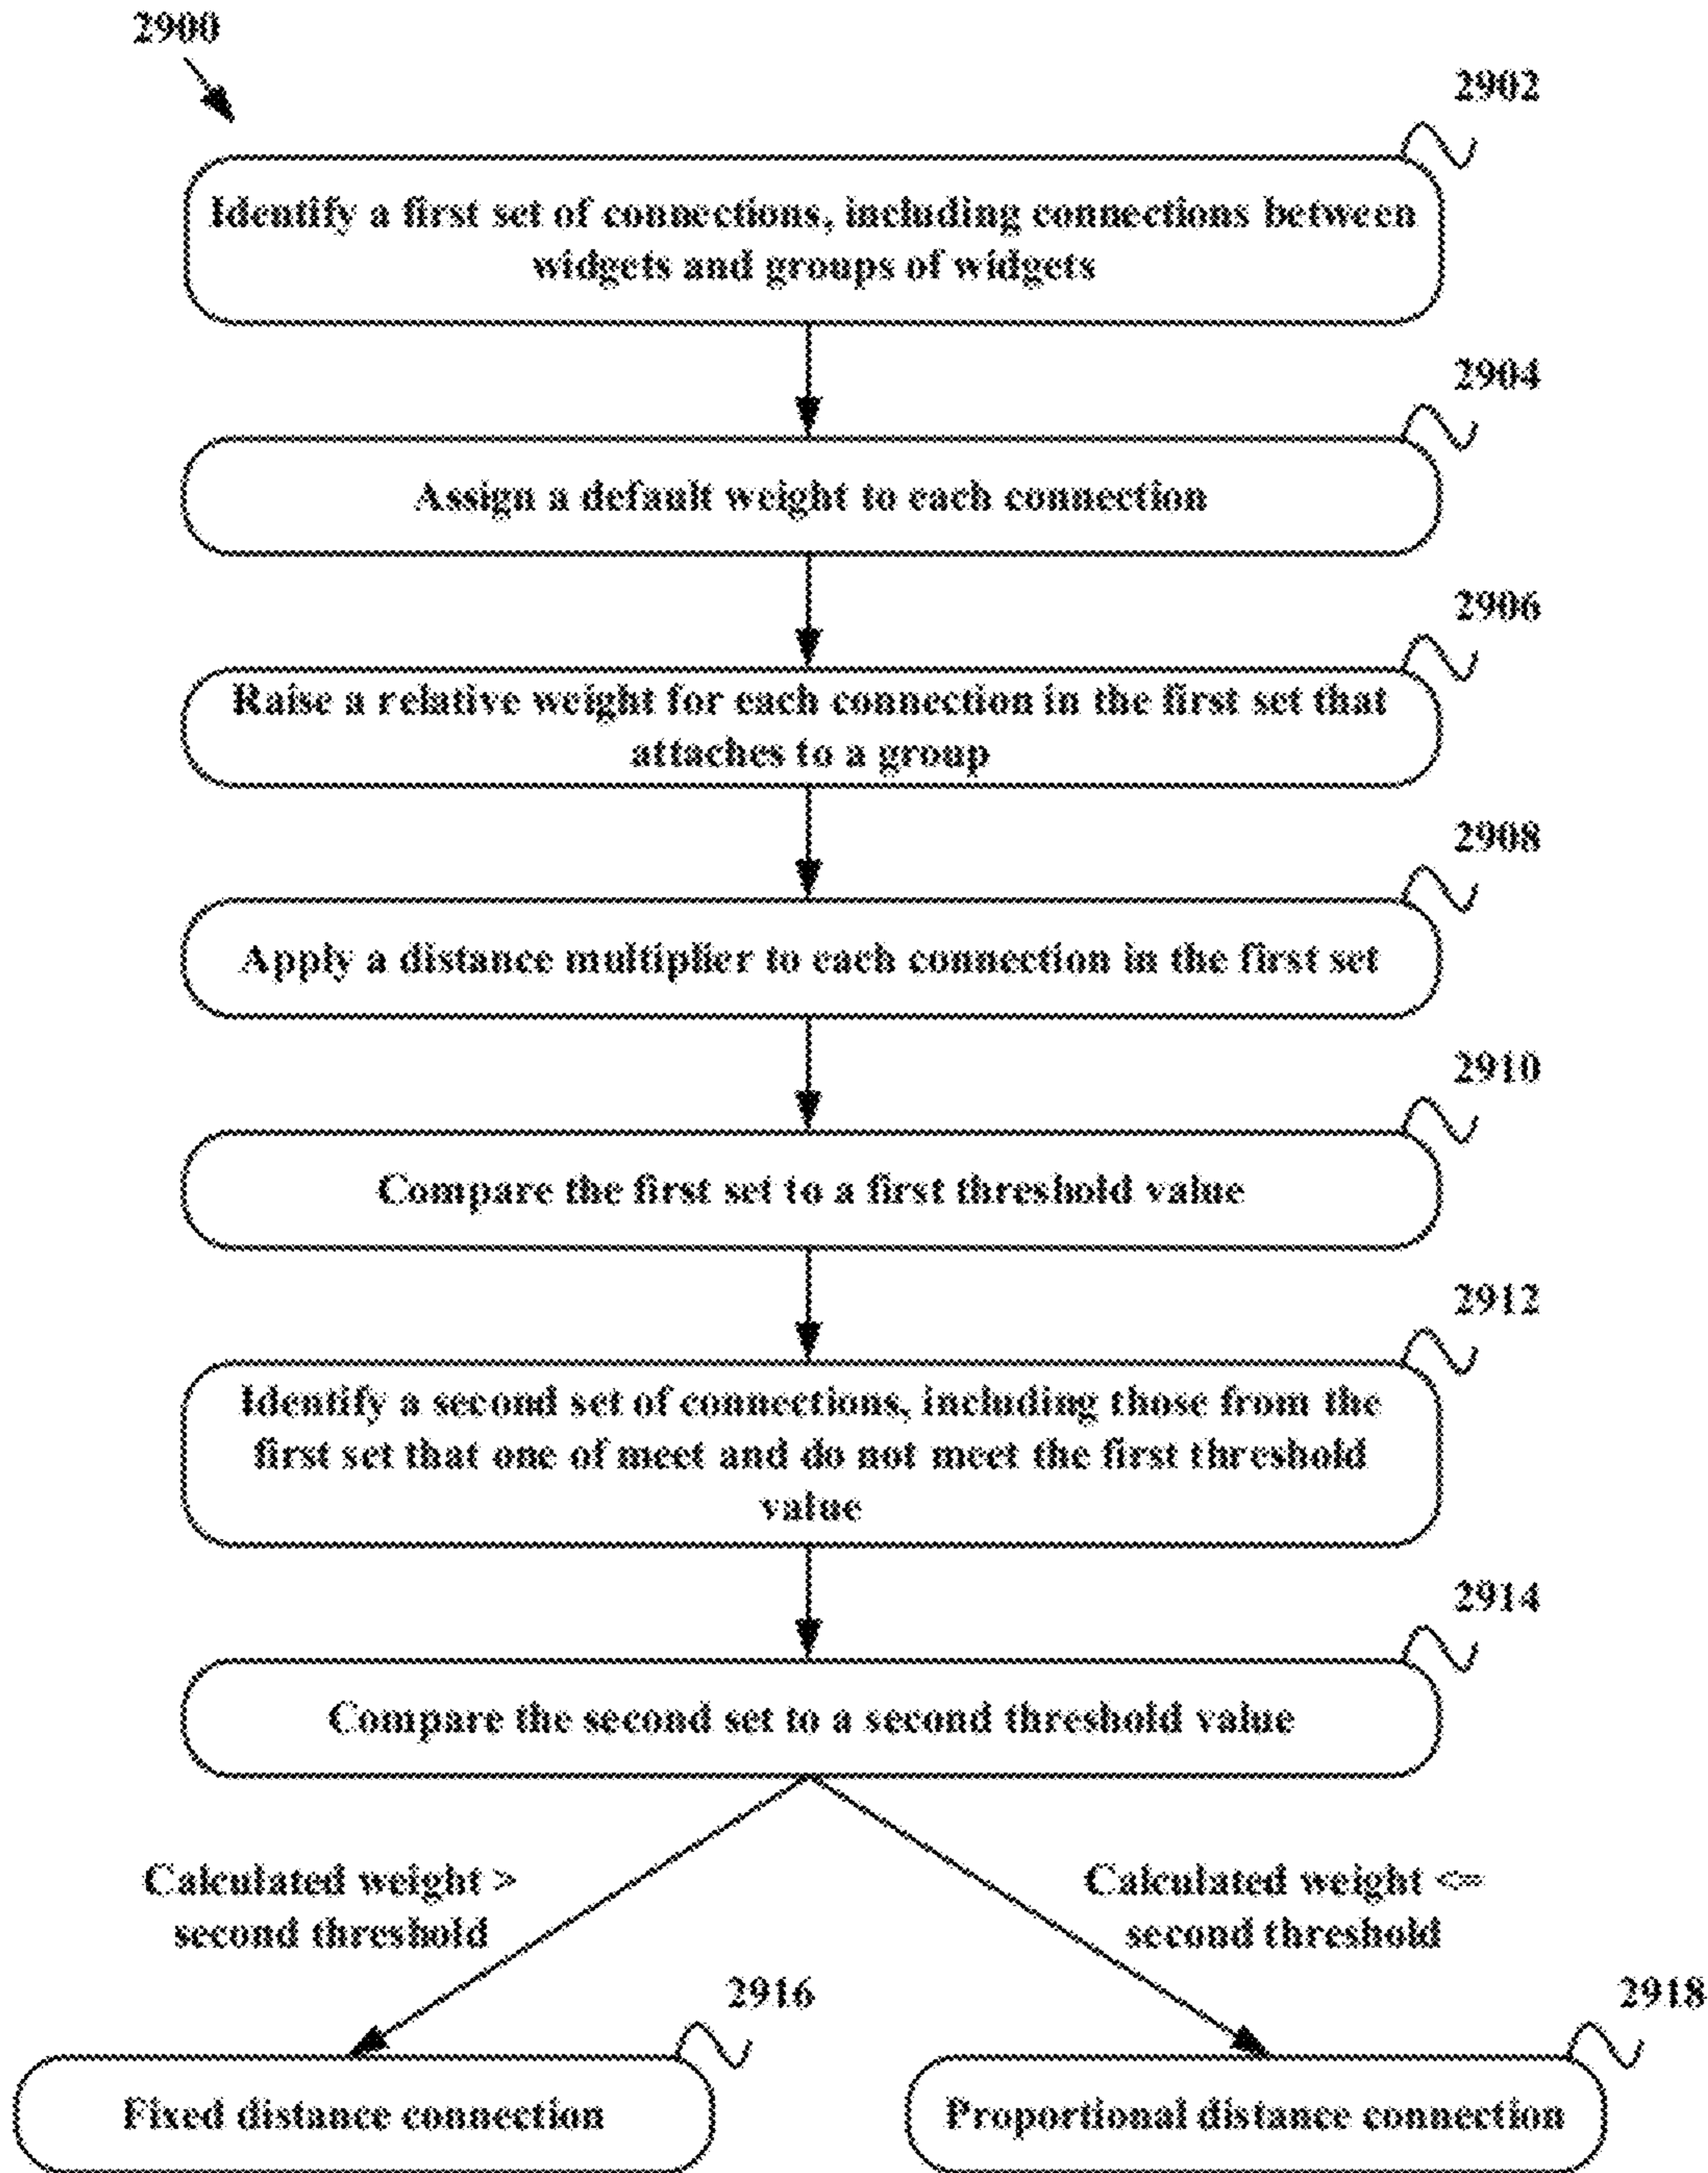 2900
2902
Identify a first set of connections, including connections between
widgets and groups of widgets
2904
Assign a default weight to each connection
2906
Raise a relative weight for each connection in the first set that
attaches to a group
2908
Apply a distance multiplier to each connection in the first set
2910
Compare the first set to a first threshold value
2912
Identify a second set of connections, including those from the
first set that one of meet and do not meet the first threshold
value
2914
Compare the second set to a second threshold value
Calculated weight >
second threshold
Calculated weight <=
second threshold
2916
Fixed distance connection
2918
Proportional distance connection